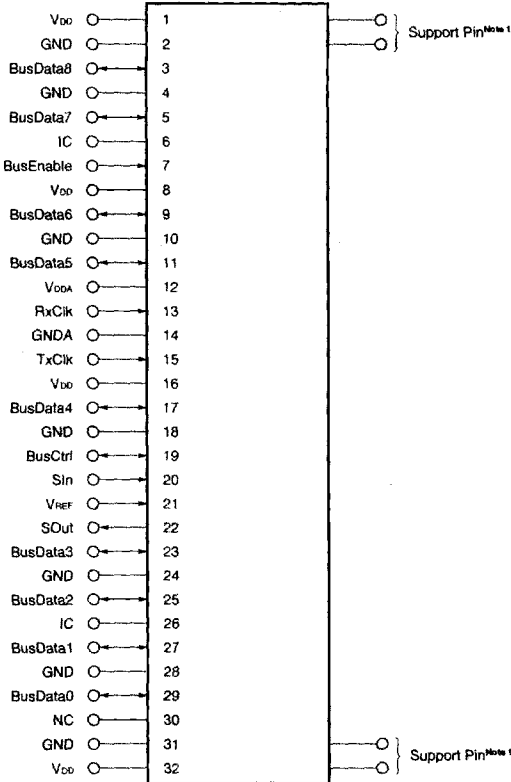 VDD 1
GND 2
Support Pin Note 1
BusData8 3
GND 4
BusData7 5
IC 6
BusEnable 7
VDD 8
BusData6 9
GND 10
BusData5 11
VDDA 12
RxClk 13
GNDA 14
TxClk 15
VDD 16
BusData4 17
GND 18
BusCtrl 19
SIn 20
VREF 21
SOut 22
BusData3 23
GND 24
BusData2 25
IC 26
BusData1 27
GND 28
BusData0 29
NC 30
GND 31
VDD 32
Support Pin Note 1